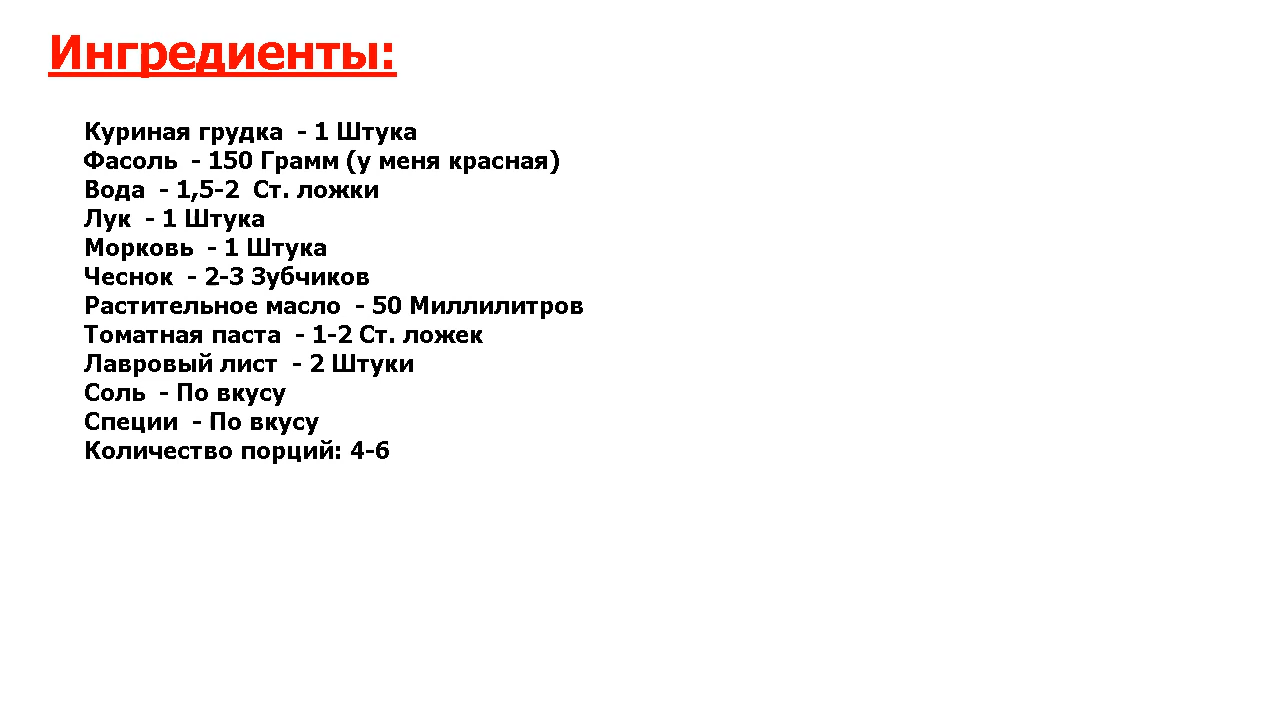 Ингредиенты:
Куриная грудка  - 1 Штука
Фасоль  - 150 Грамм (у меня красная)
Вода  - 1,5-2  Ст. ложки
Лук  - 1 Штука
Морковь  - 1 Штука
Чеснок  - 2-3 Зубчиков
Растительное масло  - 50 Миллилитров
Томатная паста  - 1-2 Ст. ложек
Лавровый лист  - 2 Штуки
Соль  - По вкусу
Специи  - По вкусу
Количество порций: 4-6